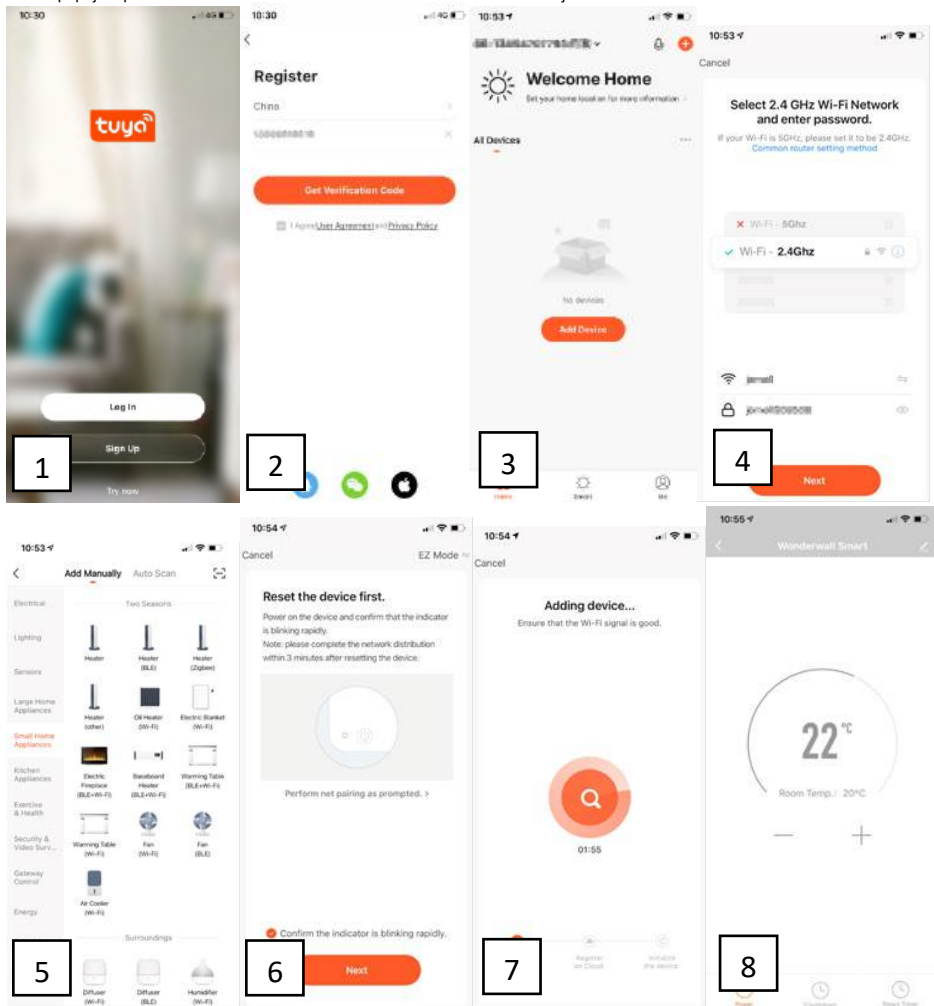 10:30
4G
tuya
Log In
Sign Up
Try now
1
10:30
4G
Register
China
Get Verification Code
I Agree User Agreement and Privacy Policy
2
10:53
Welcome Home
Set your home location for more information
All Devices
No devices
Add Device
Home
Smart
Me
3
10:53
Cancel
Select 2.4 GHz Wi-Fi Network
and enter password.
If your Wi-Fi is 5GHz, please set it to be 2.4GHz.
Common router setting method
Wi-Fi - 5Ghz
Wi-Fi - 2.4Ghz
Next
4
10:53
Add Manually
Auto Scan
Electrical
Lighting
Sensors
Large Home
Appliances
Small Home
Appliances
Kitchen
Appliances
Exercise
& Health
Security &
Video Surv...
Gateway
Control
Energy
Two Seasons
Heater
Heater
(BLE)
Heater
(Zigbee)
Heater
(other)
Oil Heater
(Wi-Fi)
Electric Blanket
(Wi-Fi)
Electric
Fireplace
(BLE+Wi-Fi)
Baseboard
Heater
(BLE+Wi-Fi)
Warming Table
(BLE+Wi-Fi)
Warming Table
(Wi-Fi)
Fan
(Wi-Fi)
Fan
(BLE)
Air Cooler
(Wi-Fi)
Surroundings
Diffuser
(Wi-Fi)
Diffuser
(BLE)
Humidifier
(Wi-Fi)
5
10:54
Cancel
EZ Mode
Reset the device first.
Power on the device and confirm that the indicator
is blinking rapidly.
Note: please complete the network distribution
within 3 minutes after resetting the device.
Perform net pairing as prompted. >
Confirm the indicator is blinking rapidly.
Next
6
10:54
Cancel
Adding device...
Ensure that the Wi-Fi signal is good.
01:55
Register
on Cloud
Initialize
the device
7
10:55
Wonderwall Smart
22 °C
Room Temp.: 20°C
Power
Countdown
Smart Timer
8